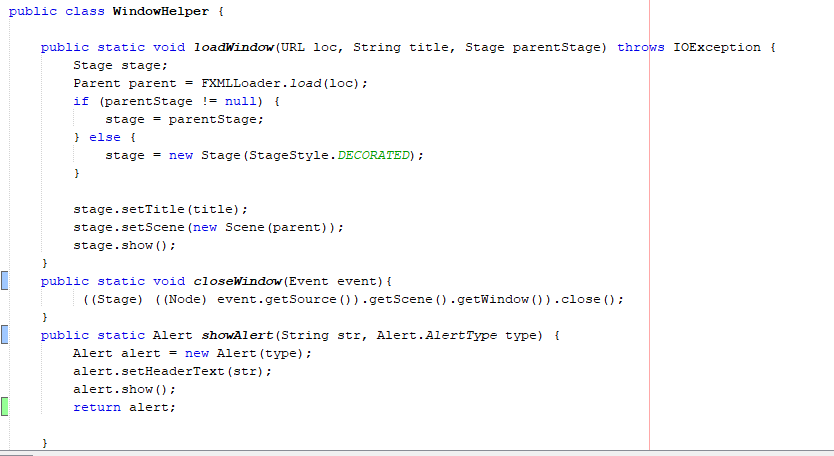 public class WindowHelper {
public static void loadWindow(URL loc, String title, Stage parentStage) throws IOException {
Stage stage;
Parent parent = FXMLLoader.load(loc);
if (parentStage != null) {
stage = parentStage;
} else {
stage = new Stage(StageStyle.DECORATED);
}
stage.setTitle(title);
stage.setScene(new Scene(parent));
stage.show();
}
public static void closeWindow(Event event){
((Stage) ((Node) event.getSource()).getScene().getWindow()).close();
}
public static Alert showAlert(String str, Alert.AlertType type) {
Alert alert = new Alert(type);
alert.setHeaderText(str);
alert.show();
return alert;
}